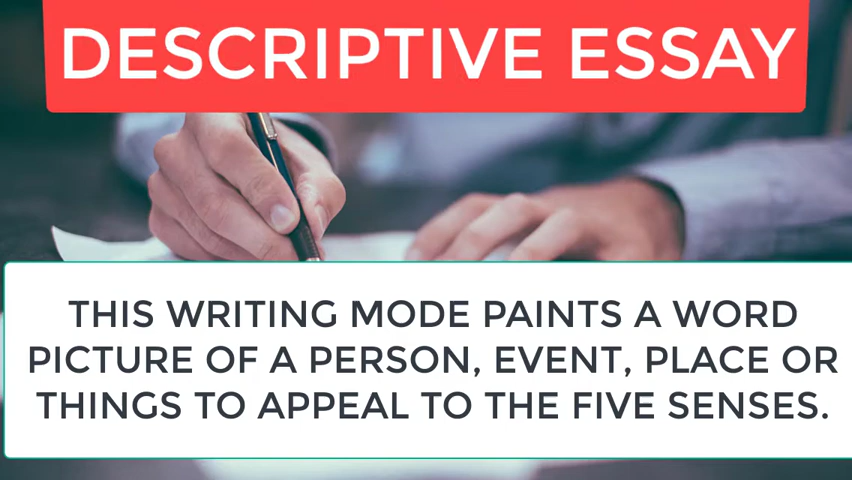 DESCRIPTIVE ESSAY
THIS WRITING MODE PAINTS A WORD
PICTURE OF A PERSON, EVENT, PLACE OR
THINGS TO APPEAL TO THE FIVE SENSES.